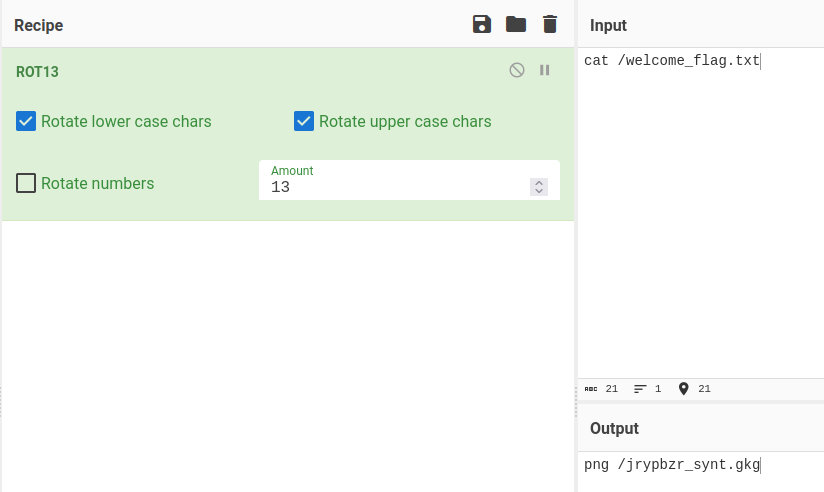 Recipe
ROT13
Rotate lower case chars
Rotate upper case chars
Rotate numbers
Amount
13
Input
cat /welcome_flag.txt
ABC 21 1 21
Output
png /jrypbzr_synt.gkg